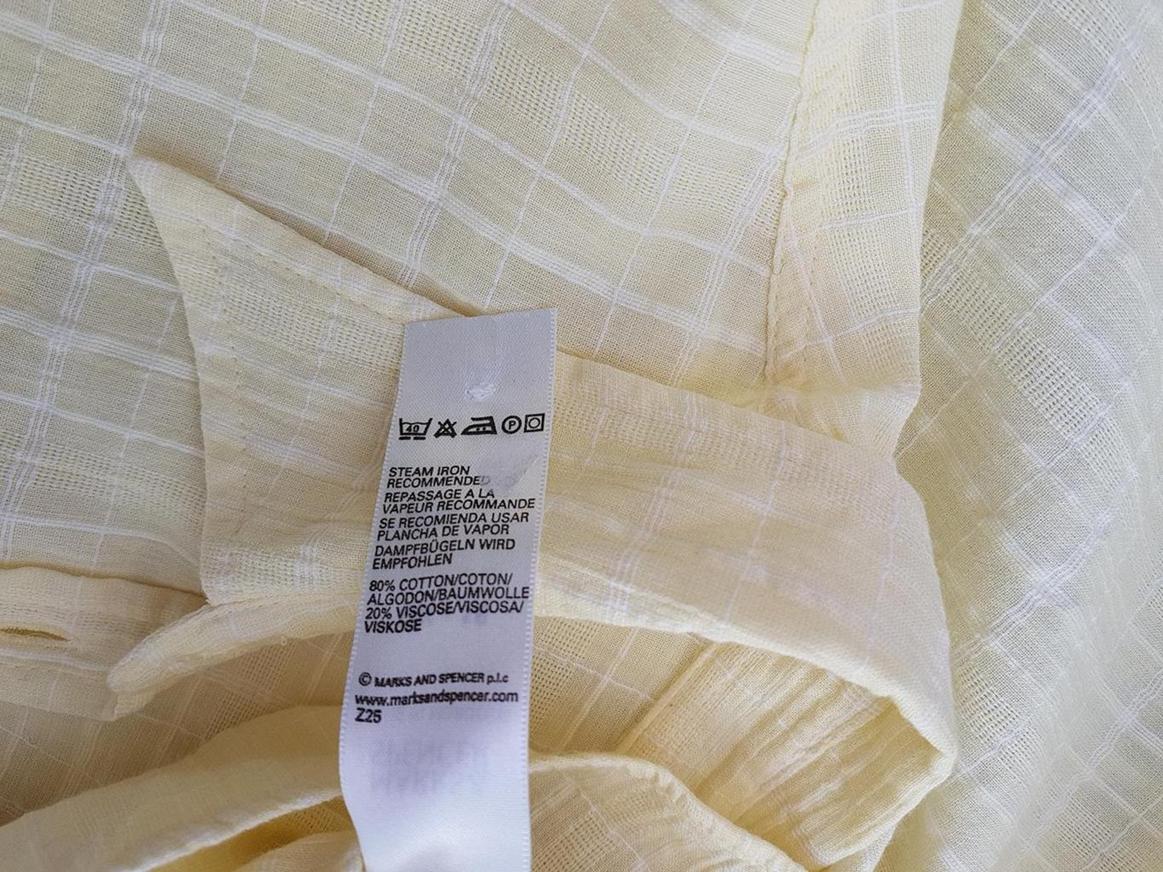 40 P
STEAM IRON
RECOMMENDED
REPASSAGE A LA
VAPEUR RECOMMANDE
SE RECOMIENDA USAR
PLANCHA DE VAPOR
DAMPFBÜGELN WIRD
EMPFOHLEN
80% COTTON/COTON/
ALGODON/BAUMWOLLE
20% VISCOSE/VISCOSA/
VISKOSE
© MARKS AND SPENCER p.l.c
www.marksandspencer.com
Z25